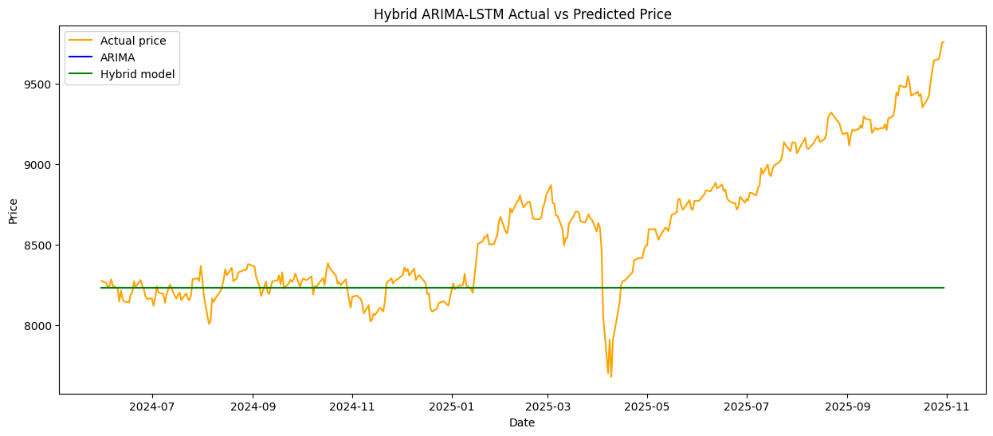 Hybrid ARIMA-LSTM Actual vs Predicted Price
Actual price
ARIMA
Hybrid model
9500
9000
8500
8000
Price
2024-07 2024-09 2024-11 2025-01 2025-03 2025-05 2025-07 2025-09 2025-11
Date